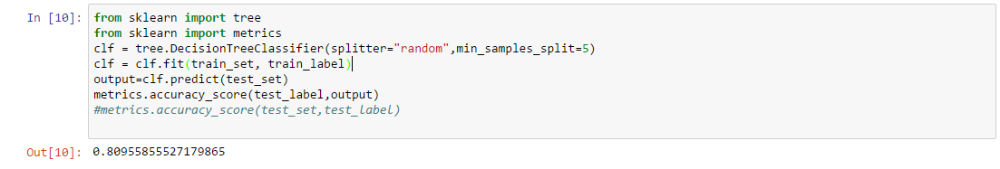 In [10]: from sklearn import tree
from sklearn import metrics
clf = tree.DecisionTreeClassifier(splitter="random",min_samples_split=5)
clf = clf.fit(train_set, train_label)
output=clf.predict(test_set)
metrics.accuracy_score(test_label,output)
#metrics.accuracy_score(test_set,test_label)
Out[10]: 0.80955855527179865